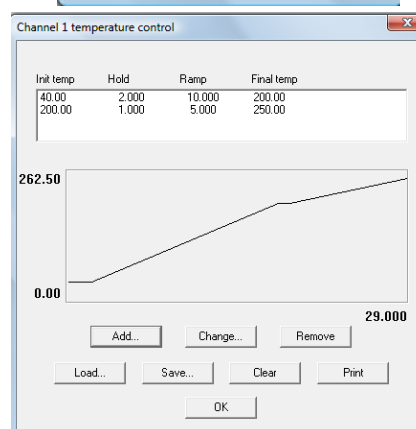 Channel 1 temperature control
Init temp Hold Ramp Final temp
40.00 2.000 10.000 200.00
200.00 1.000 5.000 250.00
262.50
0.00
29.000
Add... Change... Remove
Load... Save... Clear Print
OK